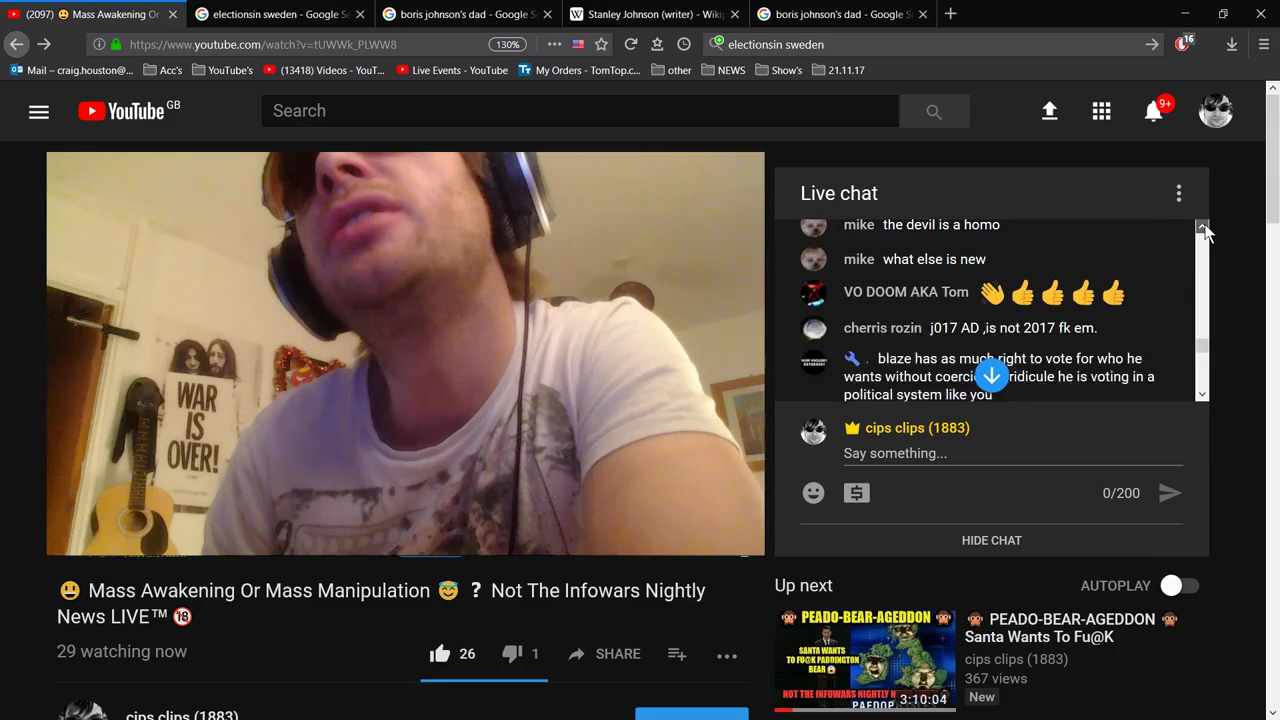 (2097) 😃 Mass Awakening Or
electionsin sweden - Google S
boris johnson's dad - Google S
Stanley Johnson (writer) - Wiki
boris johnson's dad - Google S
https://www.youtube.com/watch?v=tUWWk_PLWW8
130%
electionsin sweden
16
Mail – craig.houston@...
Acc's
YouTube's
(13418) Videos - YouT...
Live Events - YouTube
My Orders - TomTop.c...
other
NEWS
Show's
21.11.17
YouTube GB
Search
9+
Live chat
mike the devil is a homo
mike what else is new
VO DOOM AKA Tom 👋👍👍👍👍
cherris rozin j017 AD ,is not 2017 fk em.
. blaze has as much right to vote for who he
wants without coerci ridicule he is voting in a
political system like you
cips clips (1883)
Say something...
0/200
HIDE CHAT
WAR
IS
OVER!
😃 Mass Awakening Or Mass Manipulation 😇 ? Not The Infowars Nightly
News LIVE™ 🔞
29 watching now
26
1
SHARE
cips clips (1883)
Up next
AUTOPLAY
🙊 PEADO-BEAR-AGEDDON 🙊
Santa Wants To Fu@K
cips clips (1883)
367 views
New
PEADO-BEAR-AGEDDON
SANTA WANTS
TO FU@K PADDINGTON
BEAR
NOT THE INFOWARS NIGHTLY
3:10:04